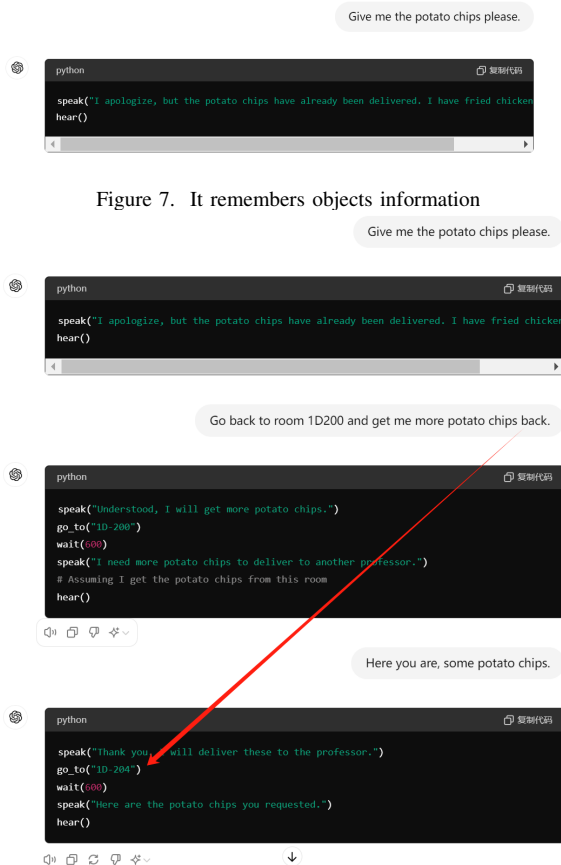 Give me the potato chips please.
python
复制代码
speak("I apologize, but the potato chips have already been delivered. I have fried chicken
hear()
Figure 7. It remembers objects information
Give me the potato chips please.
python
复制代码
speak("I apologize, but the potato chips have already been delivered. I have fried chicken
hear()
Go back to room 1D200 and get me more potato chips back.
python
复制代码
speak("Understood, I will get more potato chips.")
go_to("1D-200")
wait(600)
speak("I need more potato chips to deliver to another professor.")
# Assuming I get the potato chips from this room
hear()
Here you are, some potato chips.
python
复制代码
speak("Thank you, I will deliver these to the professor.")
go_to("1D-204")
wait(600)
speak("Here are the potato chips you requested.")
hear()